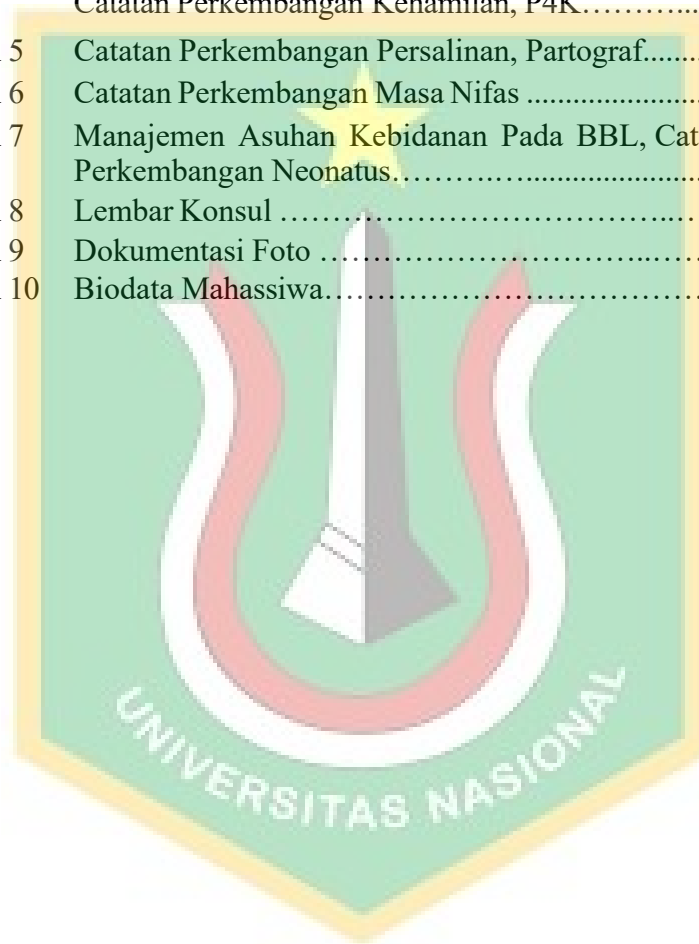 Catatan Perkembangan Kehamilan, P4K………...
5 Catatan Perkembangan Persalinan, Partograf.......
6 Catatan Perkembangan Masa Nifas ......................
7 Manajemen Asuhan Kebidanan Pada BBL, Cat
Perkembangan Neonatus…………......................
8 Lembar Konsul ……………………………...…
9 Dokumentasi Foto …………………………...…
10 Biodata Mahassiwa………………………………
UNIVERSITAS NASIONAL